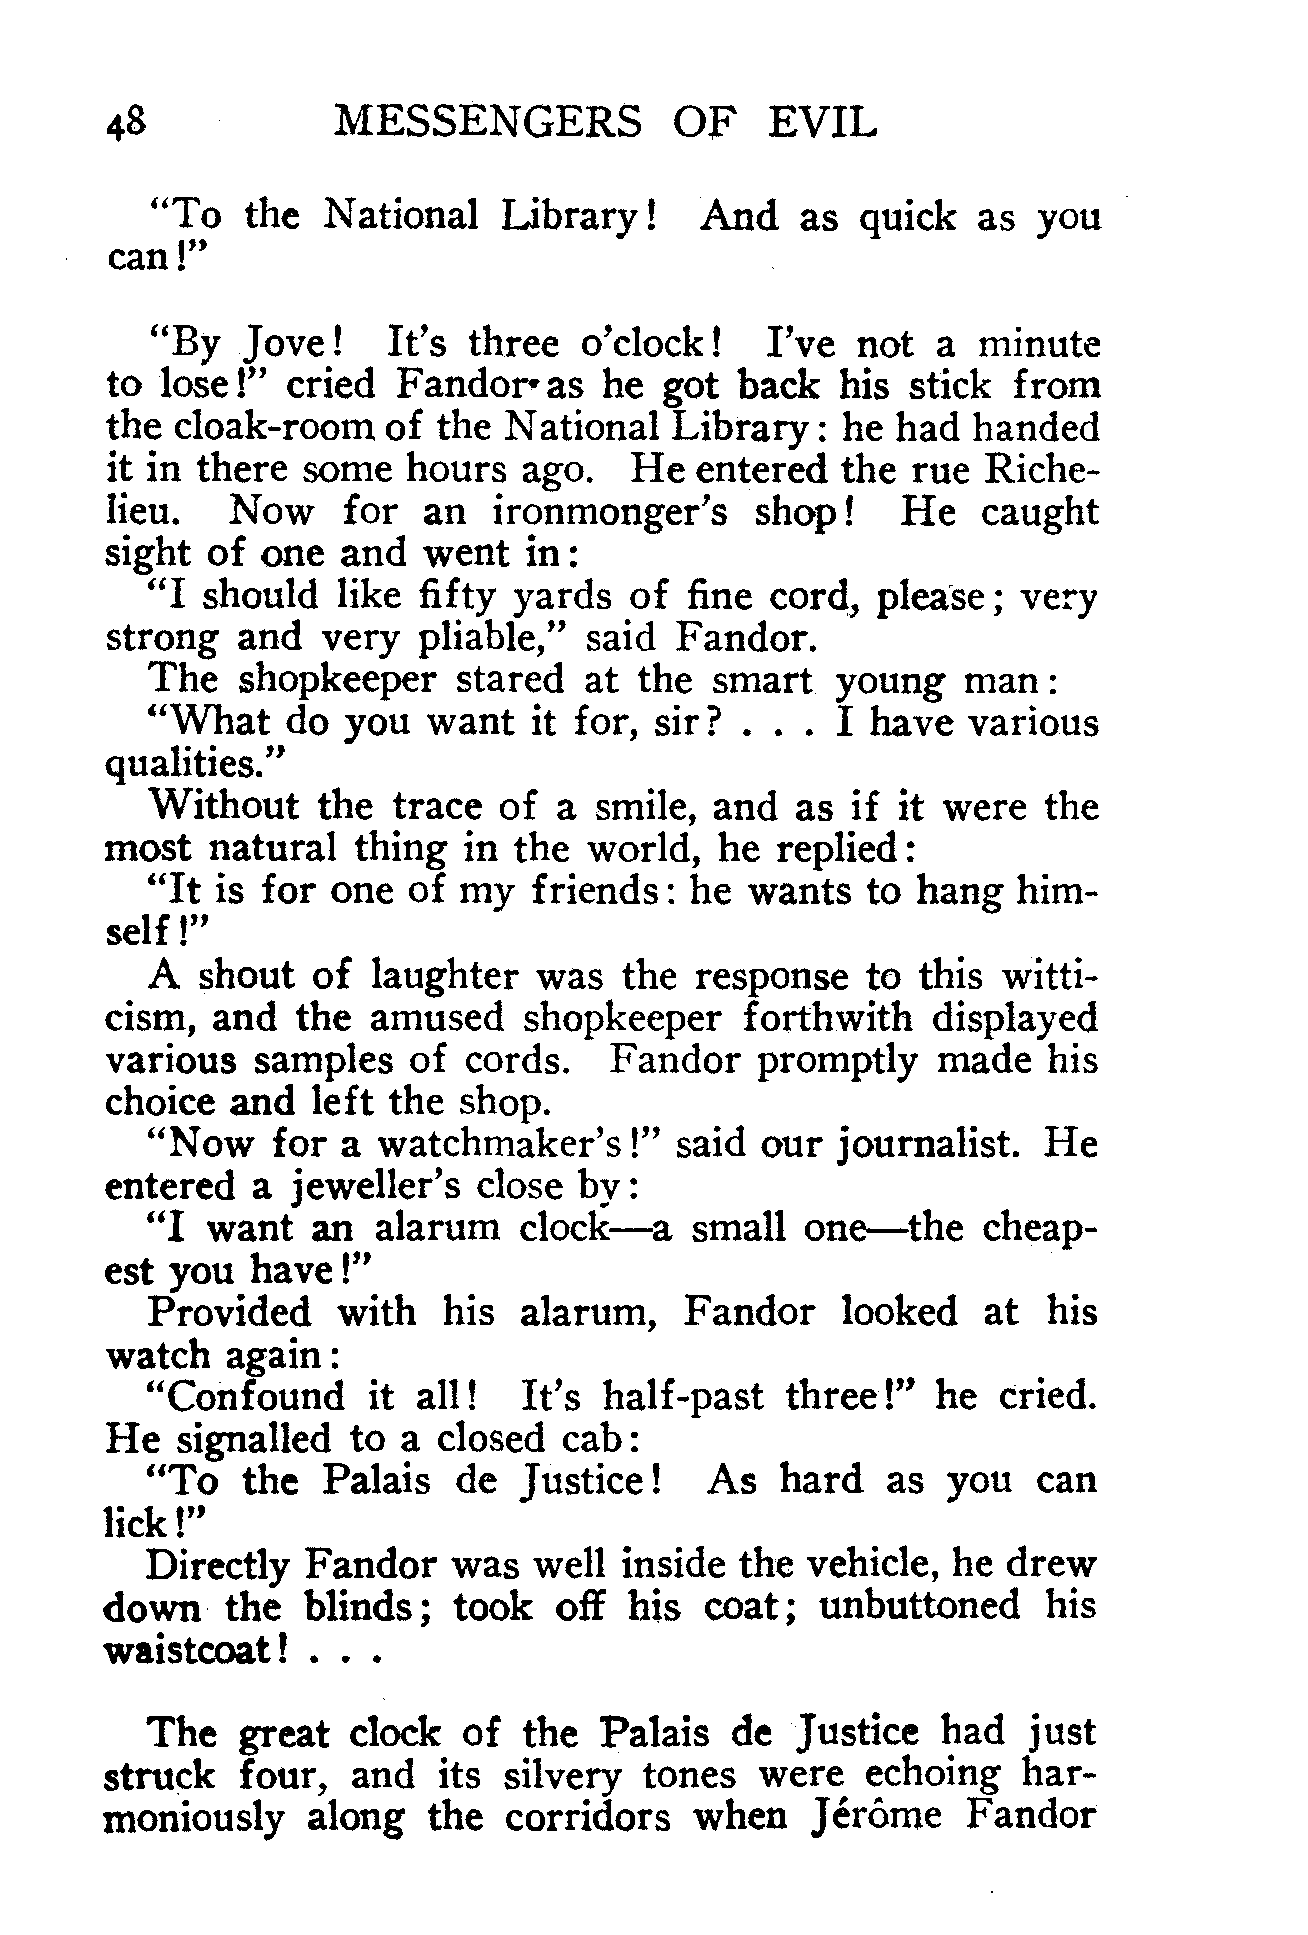 48 MESSENGERS OF EVIL
“To the National Library! And as quick as you
can!”
“By Jove! It’s three o’clock! I’ve not a minute
to lose!” cried Fandor as he got back his stick from
the cloak-room of the National Library: he had handed
it in there some hours ago. He entered the rue Riche-
lieu. Now for an ironmonger’s shop! He caught
sight of one and went in:
“I should like fifty yards of fine cord, please; very
strong and very pliable,” said Fandor.
The shopkeeper stared at the smart young man:
“What do you want it for, sir? . . . I have various
qualities.”
Without the trace of a smile, and as if it were the
most natural thing in the world, he replied:
“It is for one of my friends: he wants to hang him-
self!”
A shout of laughter was the response to this witti-
cism, and the amused shopkeeper forthwith displayed
various samples of cords. Fandor promptly made his
choice and left the shop.
“Now for a watchmaker’s!” said our journalist. He
entered a jeweller’s close by:
“I want an alarum clock—a small one—the cheap-
est you have!”
Provided with his alarum, Fandor looked at his
watch again:
“Confound it all! It’s half-past three!” he cried.
He signalled to a closed cab:
“To the Palais de Justice! As hard as you can
lick!”
Directly Fandor was well inside the vehicle, he drew
down the blinds; took off his coat; unbuttoned his
waistcoat! . . .
The great clock of the Palais de Justice had just
struck four, and its silvery tones were echoing har-
moniously along the corridors when Jérôme Fandor